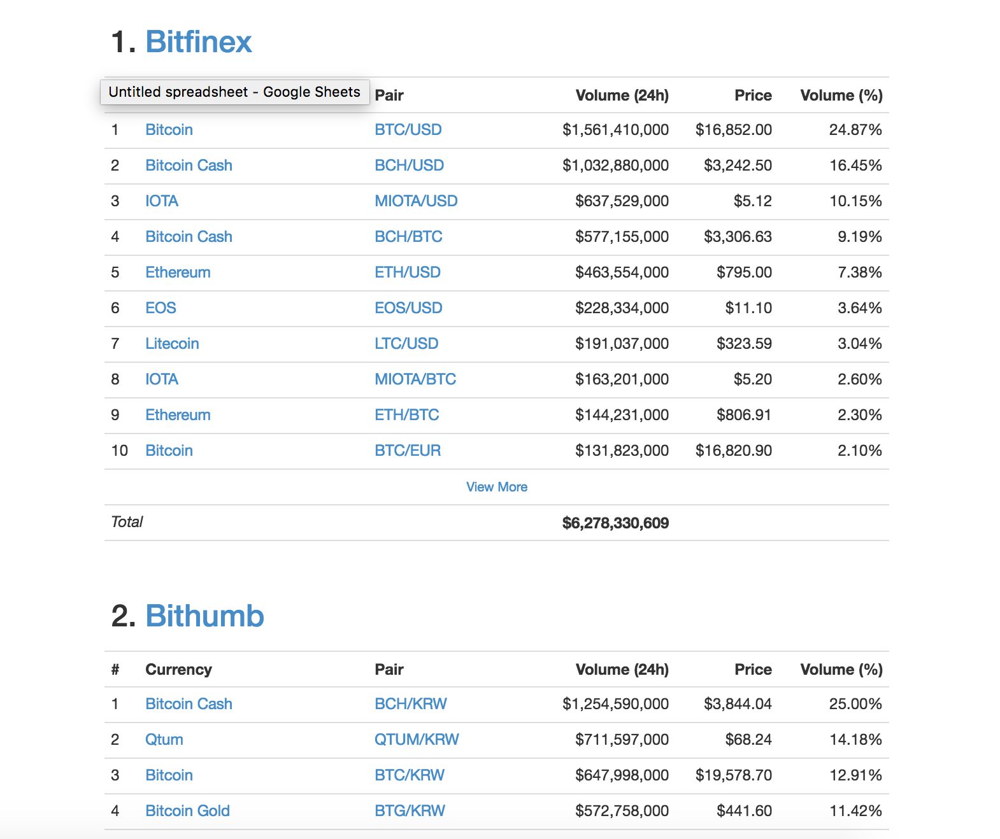 1. Bitfinex
Untitled spreadsheet - Google Sheets Pair Volume (24h) Price Volume (%)
1 Bitcoin BTC/USD $1,561,410,000 $16,852.00 24.87%
2 Bitcoin Cash BCH/USD $1,032,880,000 $3,242.50 16.45%
3 IOTA MIOTA/USD $637,529,000 $5.12 10.15%
4 Bitcoin Cash BCH/BTC $577,155,000 $3,306.63 9.19%
5 Ethereum ETH/USD $463,554,000 $795.00 7.38%
6 EOS EOS/USD $228,334,000 $11.10 3.64%
7 Litecoin LTC/USD $191,037,000 $323.59 3.04%
8 IOTA MIOTA/BTC $163,201,000 $5.20 2.60%
9 Ethereum ETH/BTC $144,231,000 $806.91 2.30%
10 Bitcoin BTC/EUR $131,823,000 $16,820.90 2.10%
View More
Total $6,278,330,609
2. Bithumb
# Currency Pair Volume (24h) Price Volume (%)
1 Bitcoin Cash BCH/KRW $1,254,590,000 $3,844.04 25.00%
2 Qtum QTUM/KRW $711,597,000 $68.24 14.18%
3 Bitcoin BTC/KRW $647,998,000 $19,578.70 12.91%
4 Bitcoin Gold BTG/KRW $572,758,000 $441.60 11.42%